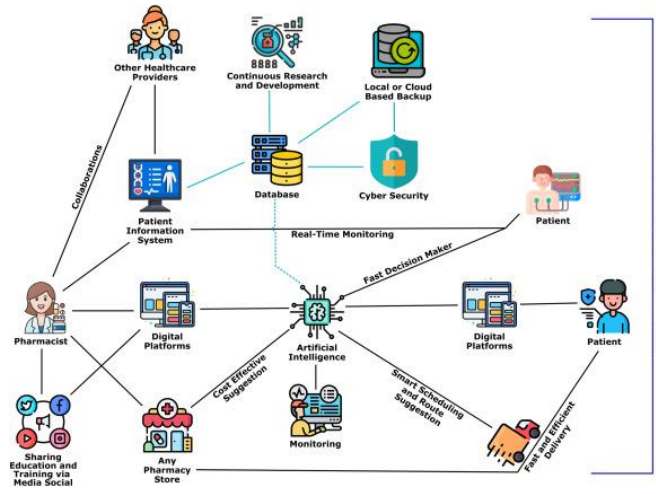 Other Healthcare
Providers
Continuous Research
and Development
Local or Cloud
Based Backup
Collaborations
Patient
Information
System
Database
Cyber Security
Patient
Real-Time Monitoring
Fast Decision Maker
Pharmacist
Digital
Platforms
Artificial
Intelligence
Digital
Platforms
Patient
Cost Effective
Suggestion
Smart Scheduling
and Route
Suggestion
Fast and Efficient
Delivery
Sharing
Education and
Training via
Media Social
Any
Pharmacy
Store
Monitoring